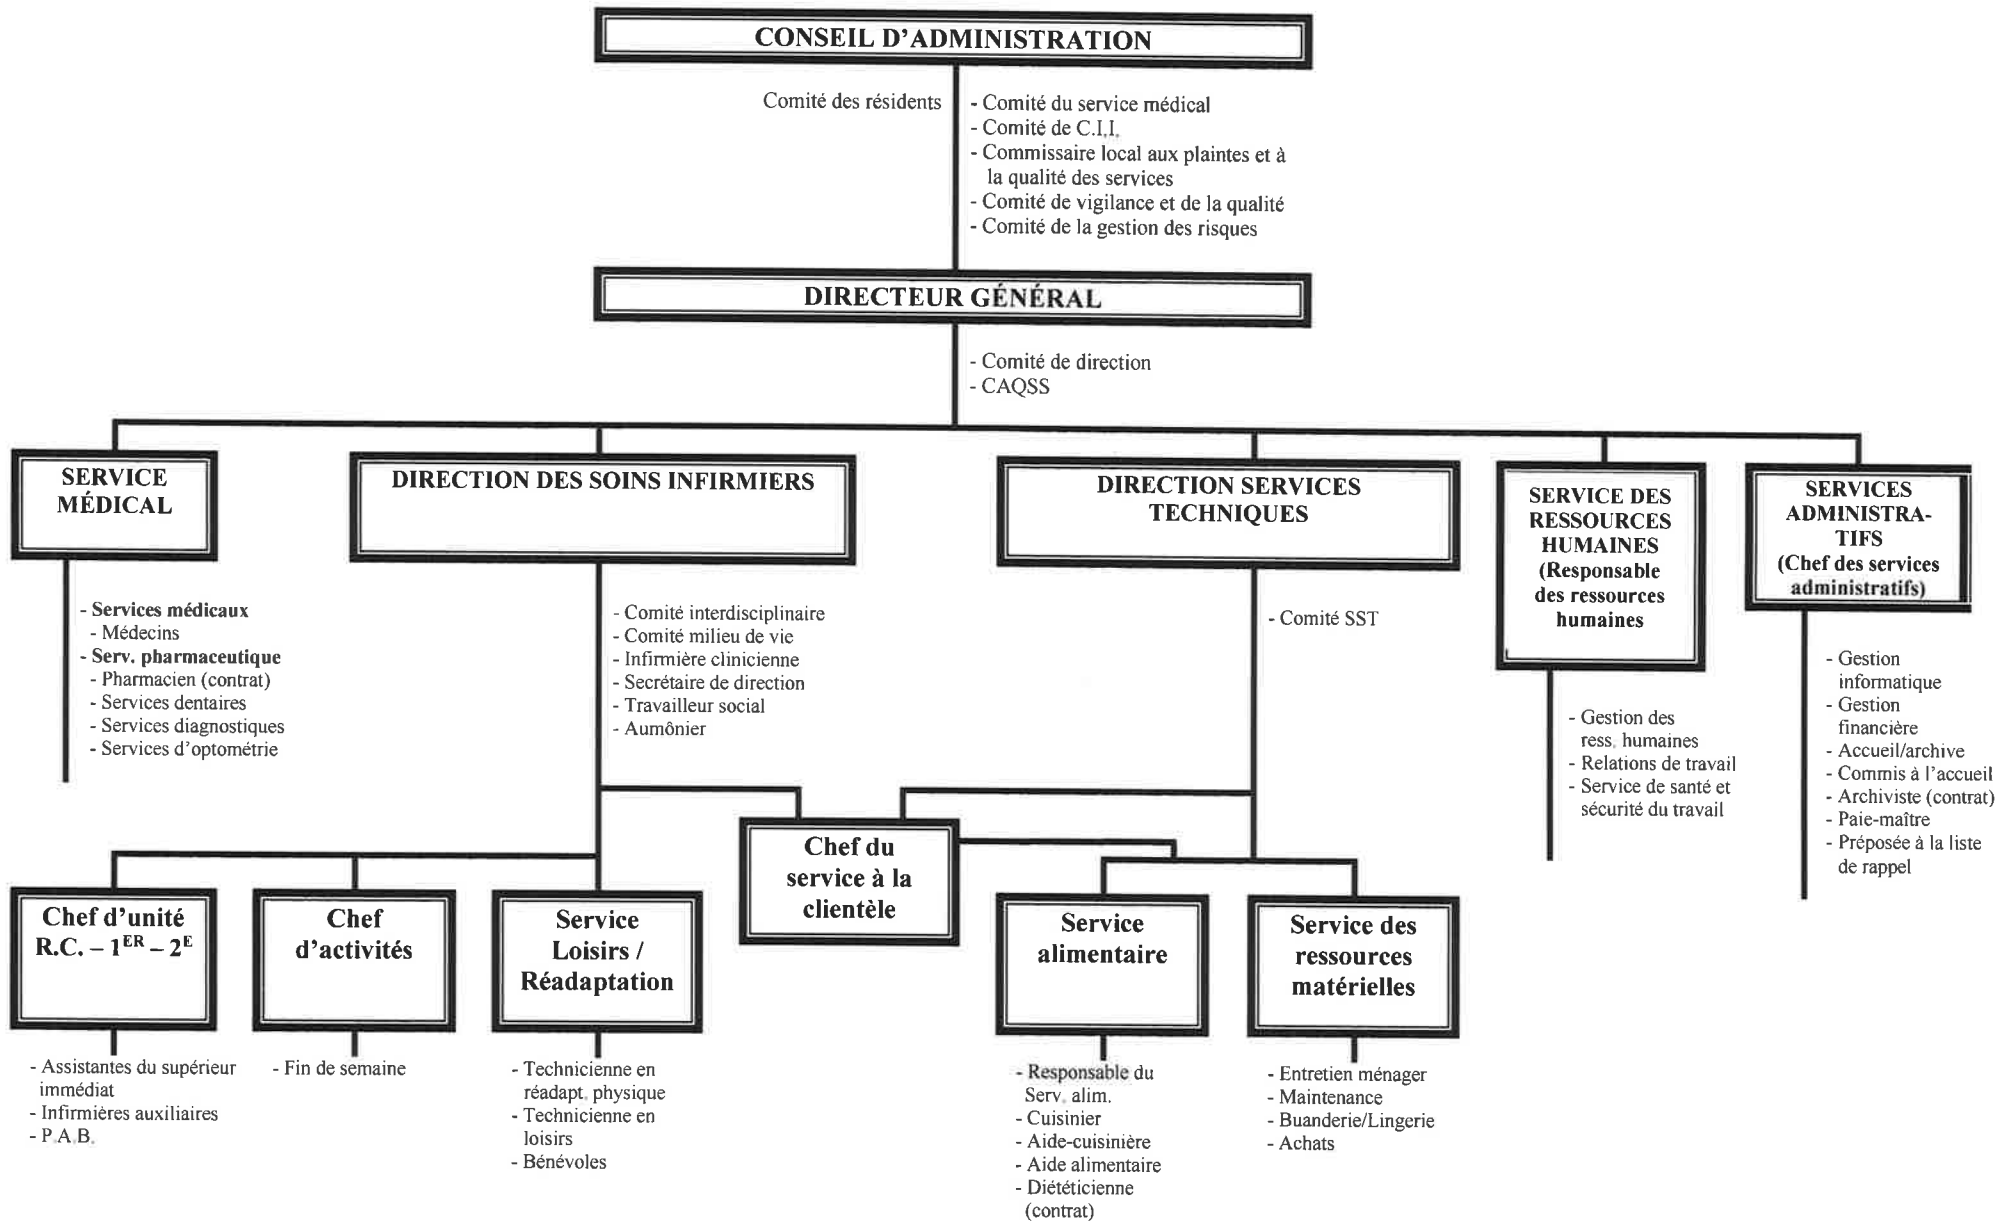 CONSEIL D'ADMINISTRATION
Comité des résidents
- Comité du service médical
- Comité de C.I.I.
- Commissaire local aux plaintes et à
la qualité des services
- Comité de vigilance et de la qualité
- Comité de la gestion des risques
DIRECTEUR GÉNÉRAL
- Comité de direction
- CAQSS
SERVICE
MÉDICAL
- Services médicaux
- Médecins
- Serv. pharmaceutique
- Pharmacien (contrat)
- Services dentaires
- Services diagnostiques
- Services d'optométrie
DIRECTION DES SOINS INFIRMIERS
- Comité interdisciplinaire
- Comité milieu de vie
- Infirmière clinicienne
- Secrétaire de direction
- Travailleur social
- Aumônier
DIRECTION SERVICES
TECHNIQUES
- Comité SST
SERVICE DES
RESSOURCES
HUMAINES
(Responsable
des ressources
humaines
- Gestion des
ress. humaines
- Relations de travail
- Service de santé et
sécurité du travail
SERVICES
ADMINISTRA-
TIFS
(Chef des services
administratifs)
- Gestion
informatique
- Gestion
financière
- Accueil/archive
- Commis à l'accueil
- Archiviste (contrat)
- Paie-maître
- Préposée à la liste
de rappel
Chef du
service à la
clientèle
Chef d'unité
R.C. – 1ER – 2E
- Assistantes du supérieur
immédiat
- Infirmières auxiliaires
- P.A.B.
Chef
d'activités
- Fin de semaine
Service
Loisirs /
Réadaptation
- Technicienne en
réadapt. physique
- Technicienne en
loisirs
- Bénévoles
Service
alimentaire
- Responsable du
Serv. alim.
- Cuisinier
- Aide-cuisinière
- Aide alimentaire
- Diététicienne
(contrat)
Service des
ressources
matérielles
- Entretien ménager
- Maintenance
- Buanderie/Lingerie
- Achats